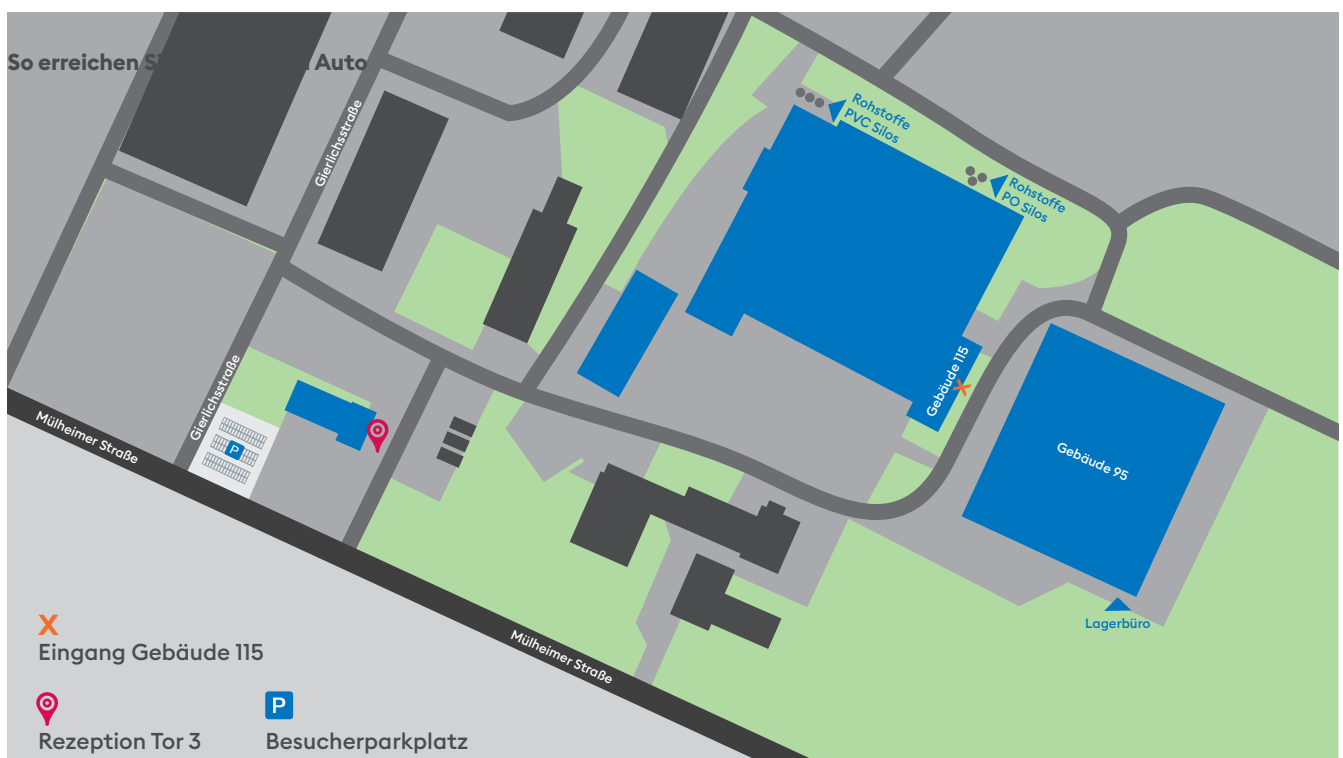 So erreichen S
Auto
Gierlichsstraße
Rohstoffe
PVC Silos
Rohstoffe
PO Silos
Gebäude 115
Gierlichsstraße
P
Mülheimer Straße
Gebäude 95
Lagerbüro
Mülheimer Straße
X
Eingang Gebäude 115
P
Rezeption Tor 3
Besucherparkplatz